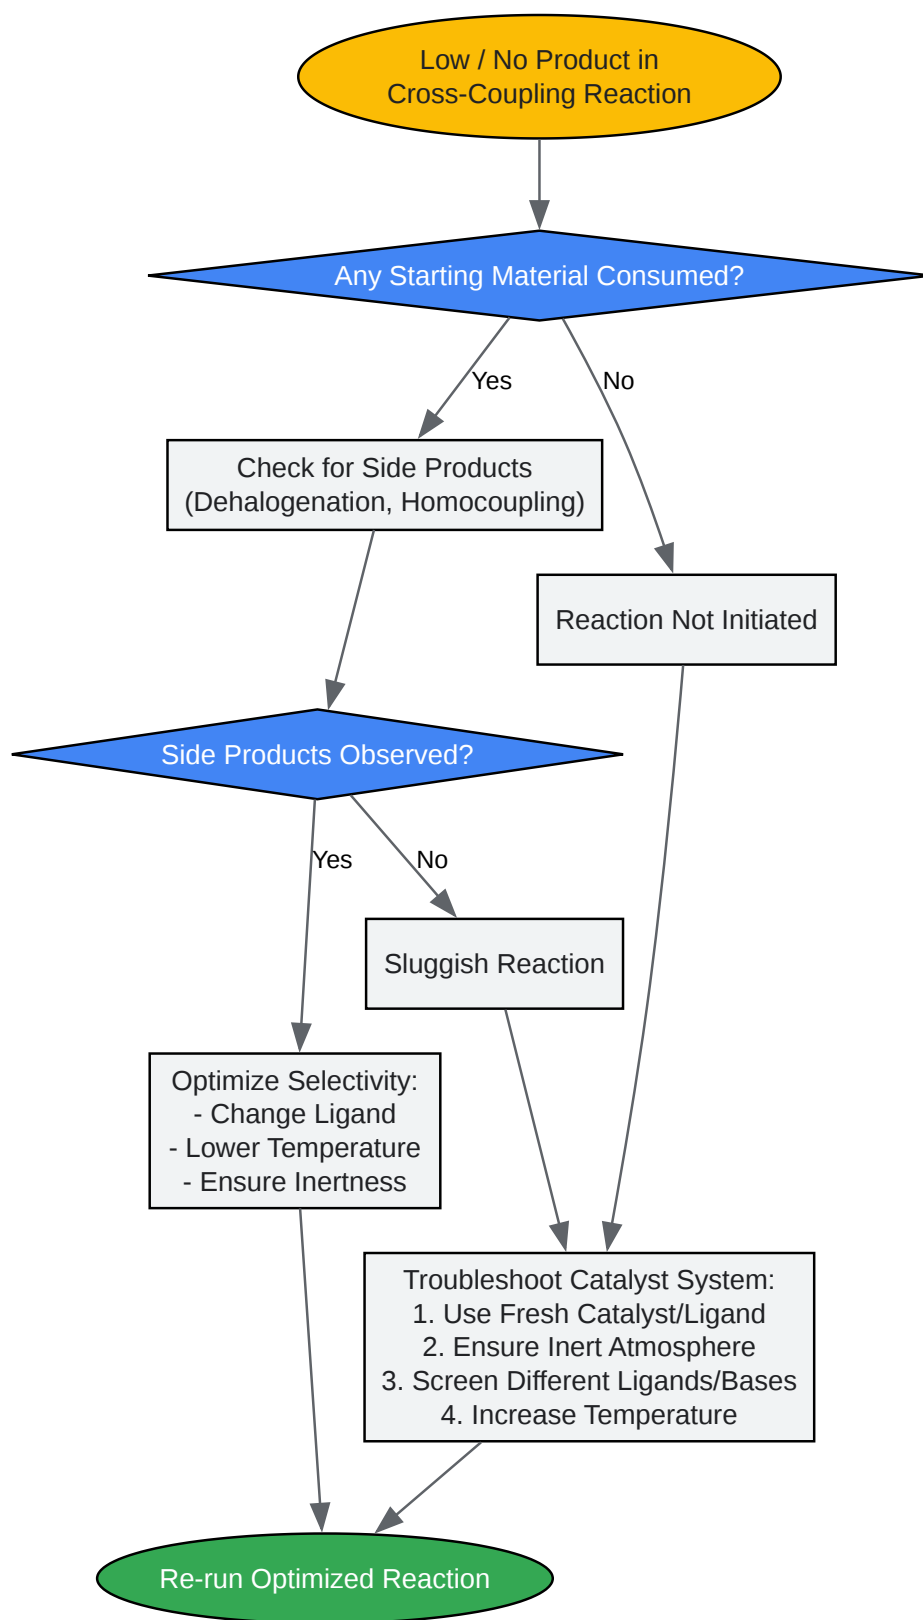 Low / No Product in
Cross-Coupling Reaction
Any Starting Material Consumed?
Yes
No
Check for Side Products
(Dehalogenation, Homocoupling)
Reaction Not Initiated
Side Products Observed?
Yes
No
Sluggish Reaction
Optimize Selectivity:
- Change Ligand
- Lower Temperature
- Ensure Inertness
Troubleshoot Catalyst System:
1. Use Fresh Catalyst/Ligand
2. Ensure Inert Atmosphere
3. Screen Different Ligands/Bases
4. Increase Temperature
Re-run Optimized Reaction